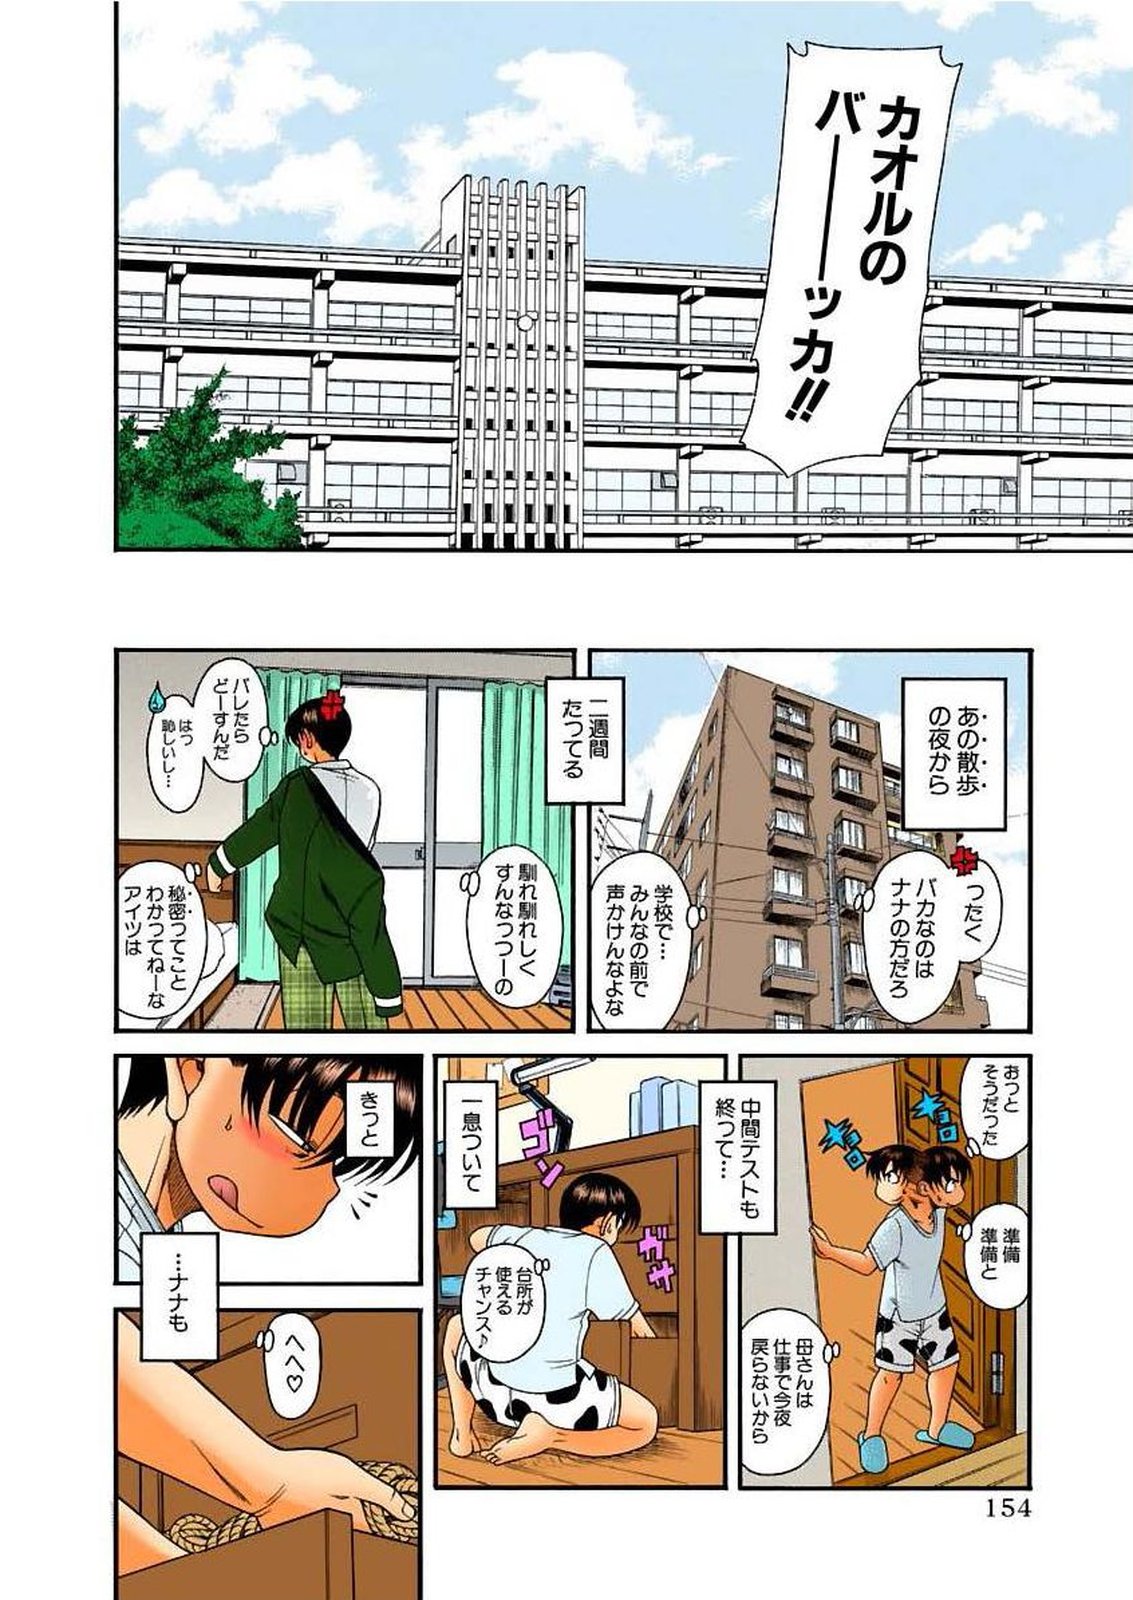 カオルの
バ―――ッカ!!
あの散歩
の夜から
ったく
バカなのは
ナナの方だろ
学校で…
みんなの前で
声かけんなよな
二週間
たってる
馴れ馴れしく
すんなっつーの
バレたら
どーすんだ
はっ
恥しいし…
秘密ってこと
わかってねーな
アイツは
おっと
そうだった
キョロ
キョロ
準備
準備と
母さんは
仕事で今夜
戻らないから
中間テストも
終って…
ガサ
ゴン
台所が
使える
チャンス♪
一息ついて
きっと
…ナナも
へへ♡
154